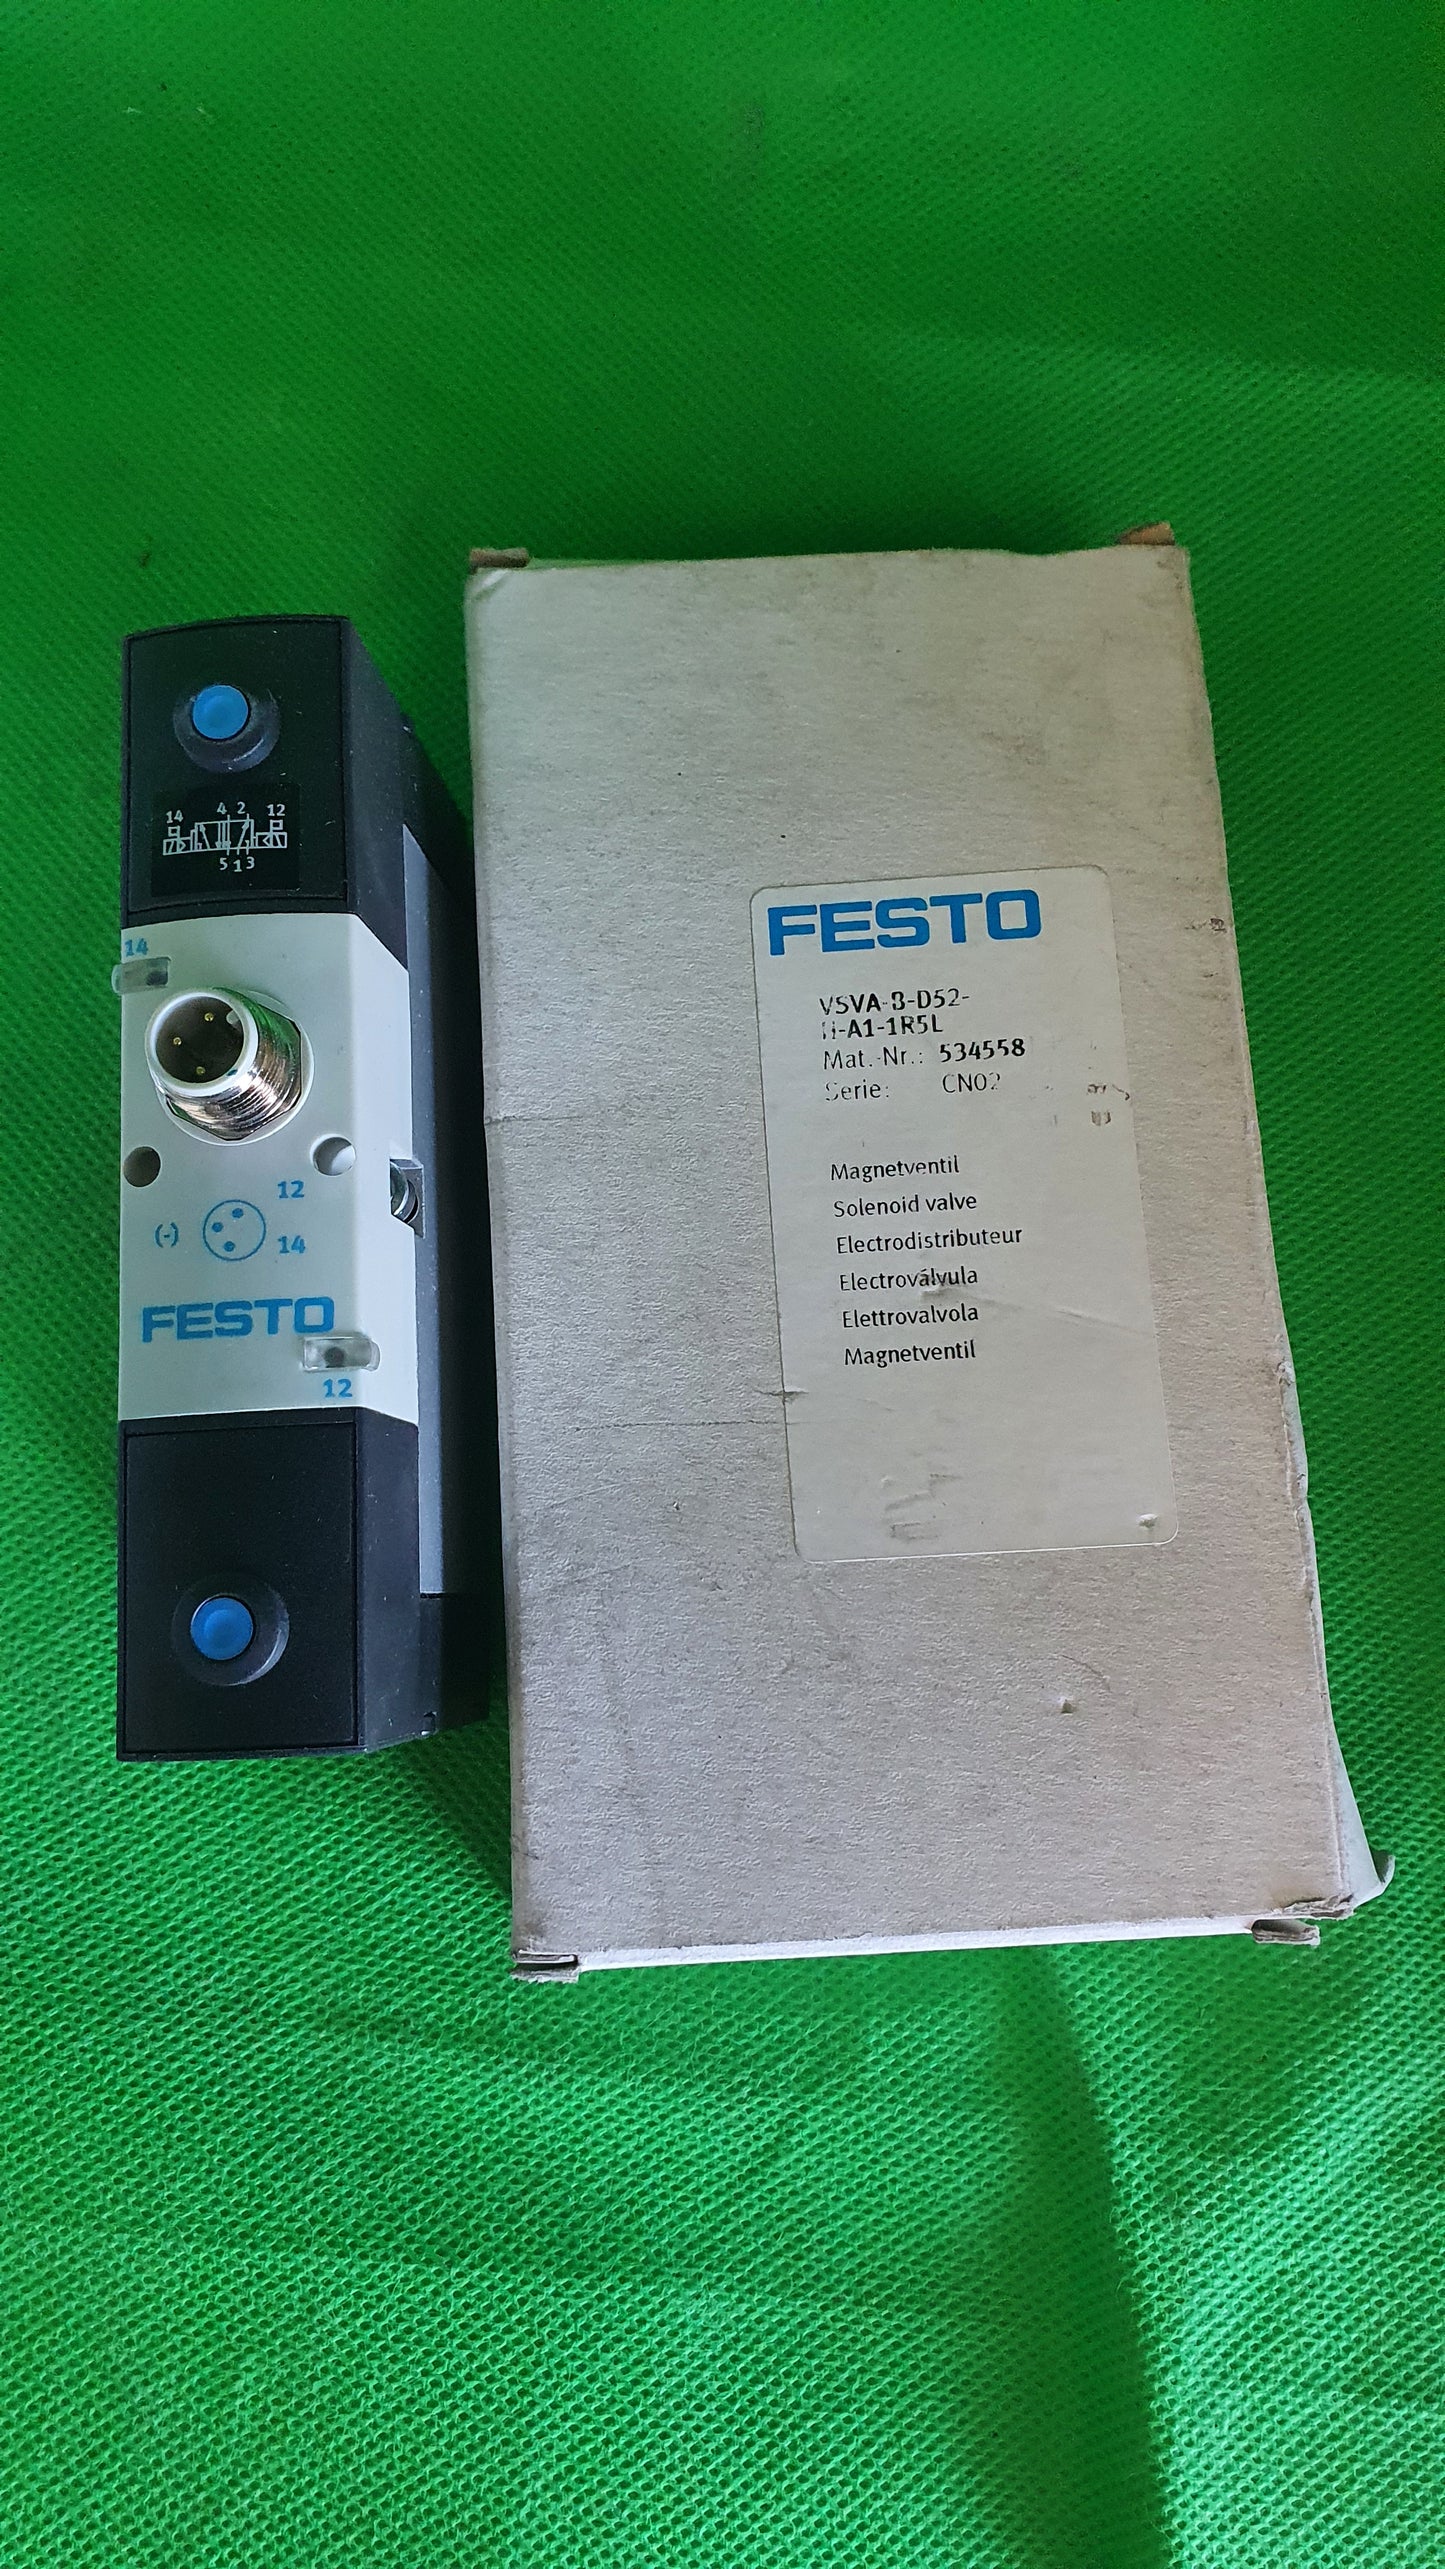 14 4 2 12
5 1 3
14
12
(-)
14
FESTO
12
FESTO
VSVA-B-D52-
H-A1-1R5L
Mat.-Nr.: 534558
Serie: CN02
Magnetventil
Solenoid valve
Electrodistributeur
Electroválvula
Elettrovalvola
Magnetventil